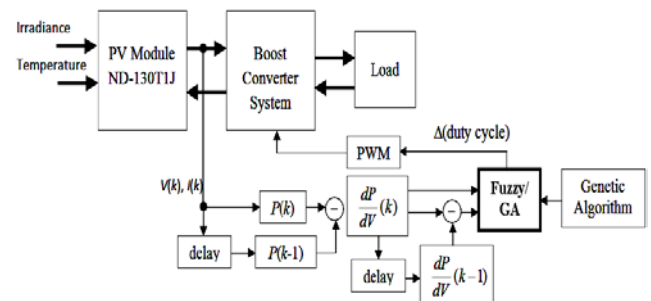 Irradiance
Temperature
PV Module
ND-130T1J
Boost
Converter
System
Load
Δ(duty cycle)
PWM
V(k), I(k)
P(k)
−
dP
dV
(k)
−
Fuzzy/
GA
Genetic
Algorithm
delay
P(k-1)
delay
dP
dV
(k−1)